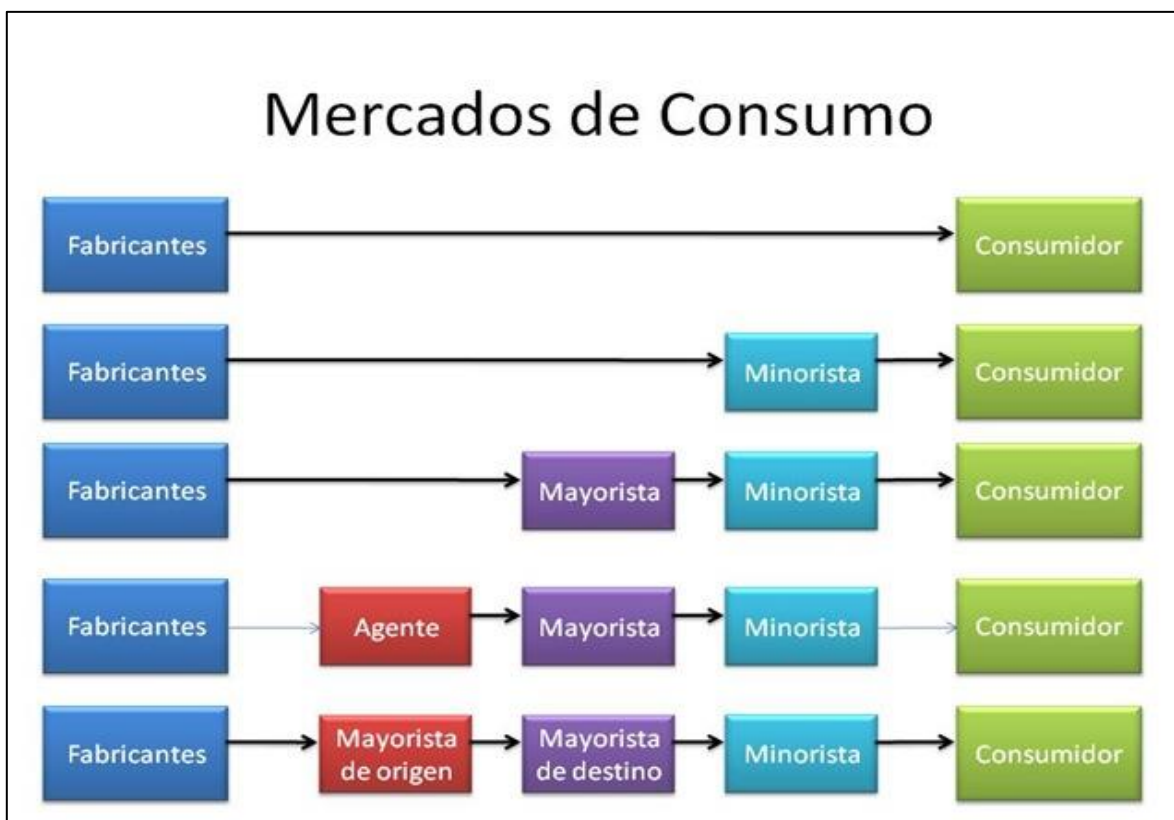 Mercados de Consumo
Fabricantes
Consumidor
Fabricantes
Minorista
Consumidor
Fabricantes
Mayorista
Minorista
Consumidor
Fabricantes
Agente
Mayorista
Minorista
Consumidor
Fabricantes
Mayorista
de origen
Mayorista
de destino
Minorista
Consumidor